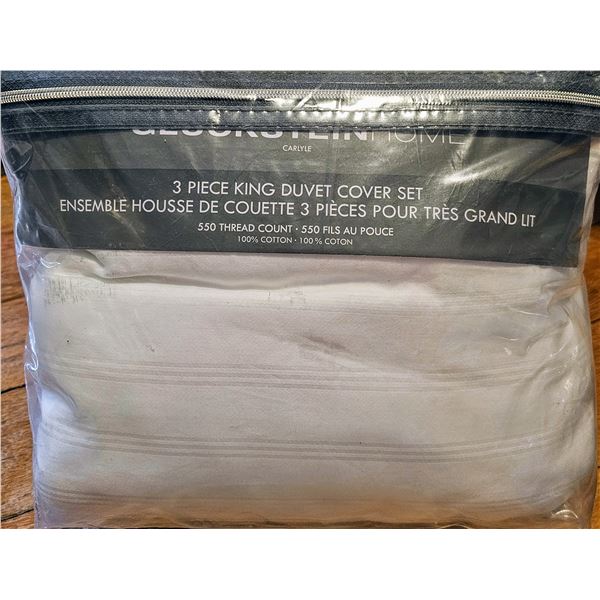 GLUCKSTEINHOME
CARLYLE
3 PIECE KING DUVET COVER SET
ENSEMBLE HOUSSE DE COUETTE 3 PIÈCES POUR TRÈS GRAND LIT
550 THREAD COUNT · 550 FILS AU POUCE
100% COTTON · 100 % COTON